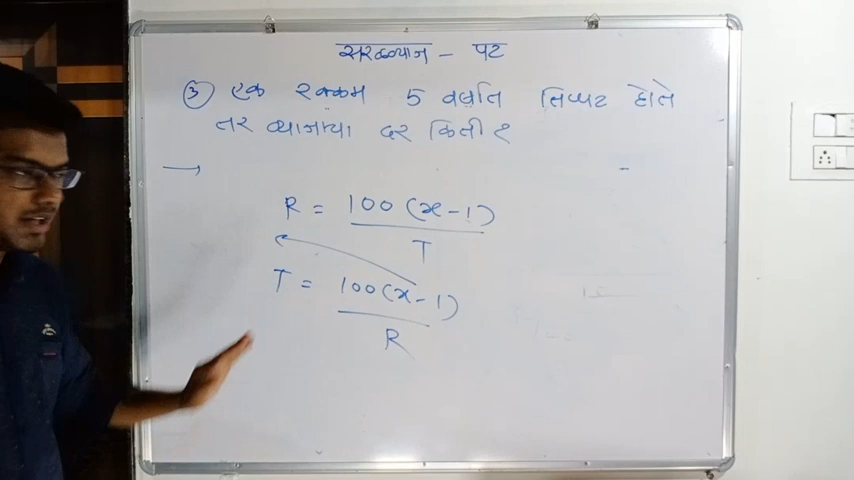 सरळव्याज - पट
③ एक रक्कम 5 वर्षात तिप्पट होते
तर व्याजाचा दर किती ?
→
R = 100 (x-1)
T
T = 100 (x-1)
R